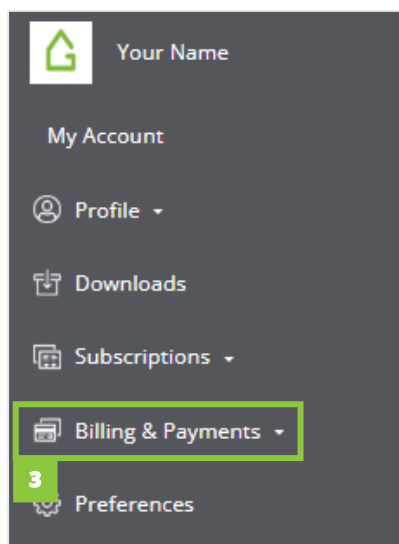 Your Name
My Account
Profile
Downloads
Subscriptions
Billing & Payments
3
Preferences